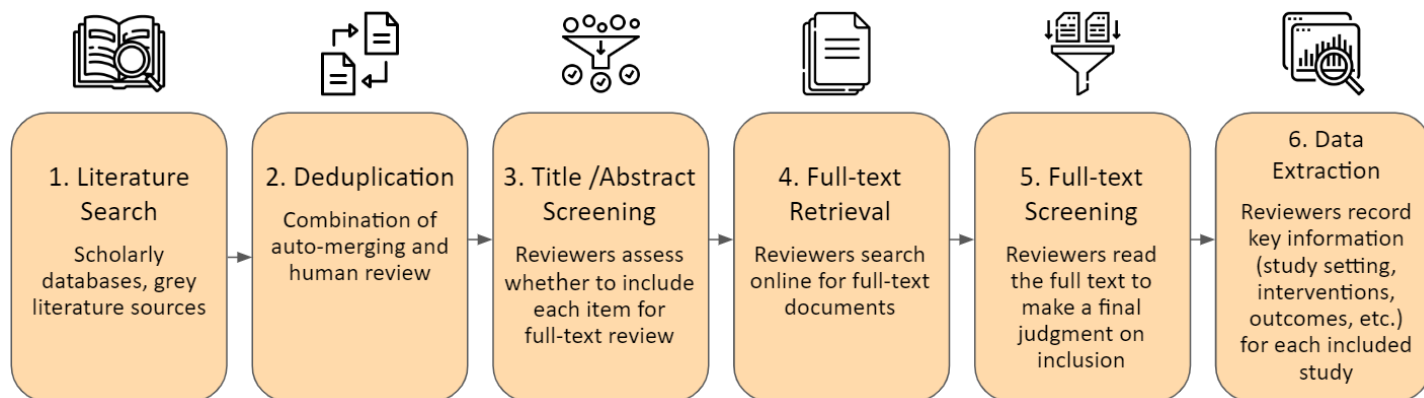 1. Literature
Search
Scholarly
databases, grey
literature sources
2. Deduplication
Combination of
auto-merging and
human review
3. Title /Abstract
Screening
Reviewers assess
whether to include
each item for
full-text review
4. Full-text
Retrieval
Reviewers search
online for full-text
documents
5. Full-text
Screening
Reviewers read
the full text to
make a final
judgment on
inclusion
6. Data
Extraction
Reviewers record
key information
(study setting,
interventions,
outcomes, etc.)
for each included
study